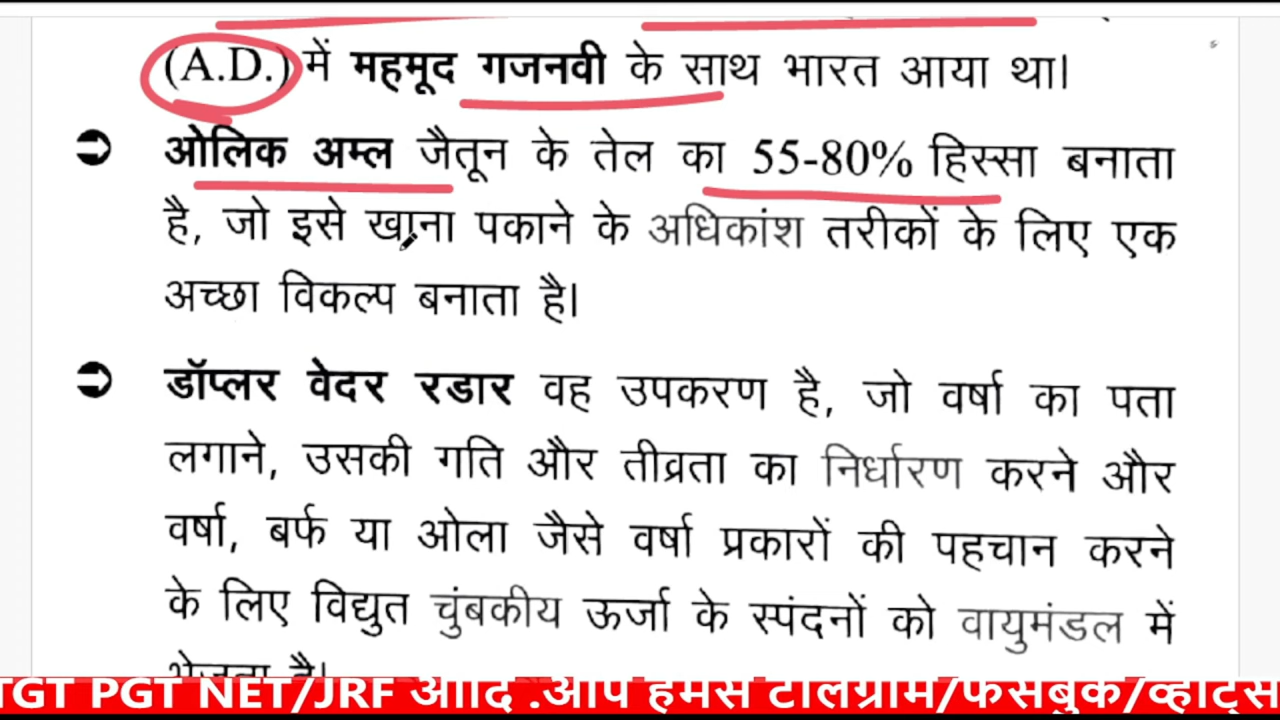 (A.D.) में महमूद गजनवी के साथ भारत आया था।
ओलिक अम्ल जैतून के तेल का 55-80% हिस्सा बनाता
है, जो इसे खाना पकाने के अधिकांश तरीकों के लिए एक
अच्छा विकल्प बनाता है।
डॉप्लर वेदर रडार वह उपकरण है, जो वर्षा का पता
लगाने, उसकी गति और तीव्रता का निर्धारण करने और
वर्षा, बर्फ या ओला जैसे वर्षा प्रकारों की पहचान करने
के लिए विद्युत चुंबकीय ऊर्जा के स्पंदनों को वायुमंडल में
भेजता है।
TGT PGT NET/JRF आदि .आप हमसे टेलिग्राम/फेसबुक/व्हाट्स